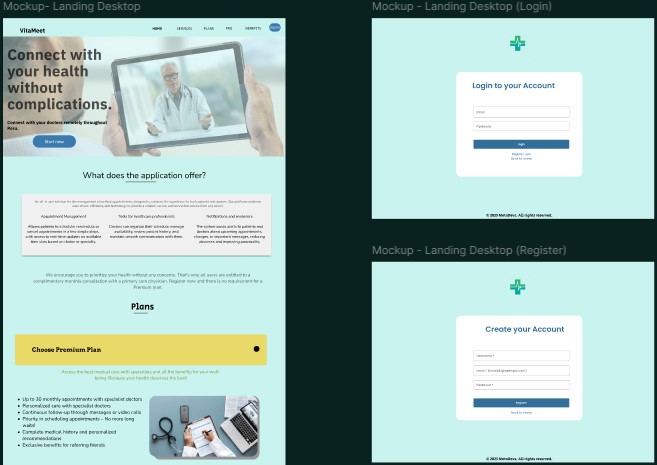 Mockup- Landing Desktop
VitaMeet
HOME SERVICES PLANS FAQ BENEFITS
Connect with
your health
without
complications.
Connect with your doctors remotely throughout
Peru.
Start now
What does the application offer?
Appointment Management
Tools for healthcare professionals
Notifications and reminders
Allows patients to schedule, reschedule or
cancel appointments in a few simple steps,
with access to real-time updates on available
time slots based on doctor or specialty.
Doctors can organize their schedule, manage
availability, review patient history and
maintain smooth communication with them.
The system sends alerts to patients and
doctors about upcoming appointments,
changes, or important messages, reducing
absences and improving punctuality.
We encourage you to prioritize your health without any concerns. That's why all users are entitled to a
complimentary monthly consultation with a primary care physician. Register now and there is no requirement for a
Premium plan.
Plans
Choose Premium Plan
Access the best medical care with specialists and all the benefits for your well-
being. Because your health deserves the best!
Up to 30 monthly appointments with specialist doctors
Personalized care with specialist doctors
Continuous follow-up through messages or video calls
Priority in scheduling appointments – No more long
waits!
Complete medical history and personalized
recommendations
Exclusive benefits for referring friends
Mockup - Landing Desktop (Login)
Login to your Account
Email
Password
Login
Register now
Go to to home
© 2025 MetaDevs. All rights reserved.
Mockup - Landing Desktop (Register)
Create your Account
Username *
Password *
Register
© 2025 MetaDevs. All rights reserved.